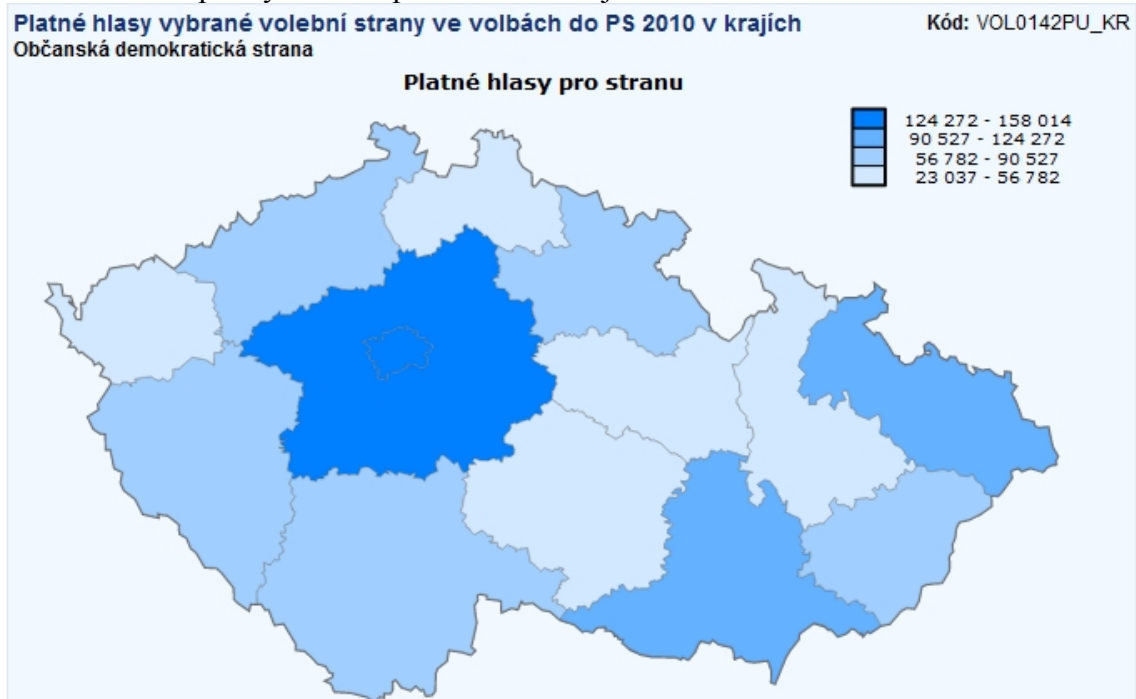 Platné hlasy vybrané volební strany ve volbách do PS 2010 v krajích Kód: VOL0142PU_KR
Občanská demokratická strana
Platné hlasy pro stranu
124 272 - 158 014
90 527 - 124 272
56 782 - 90 527
23 037 - 56 782